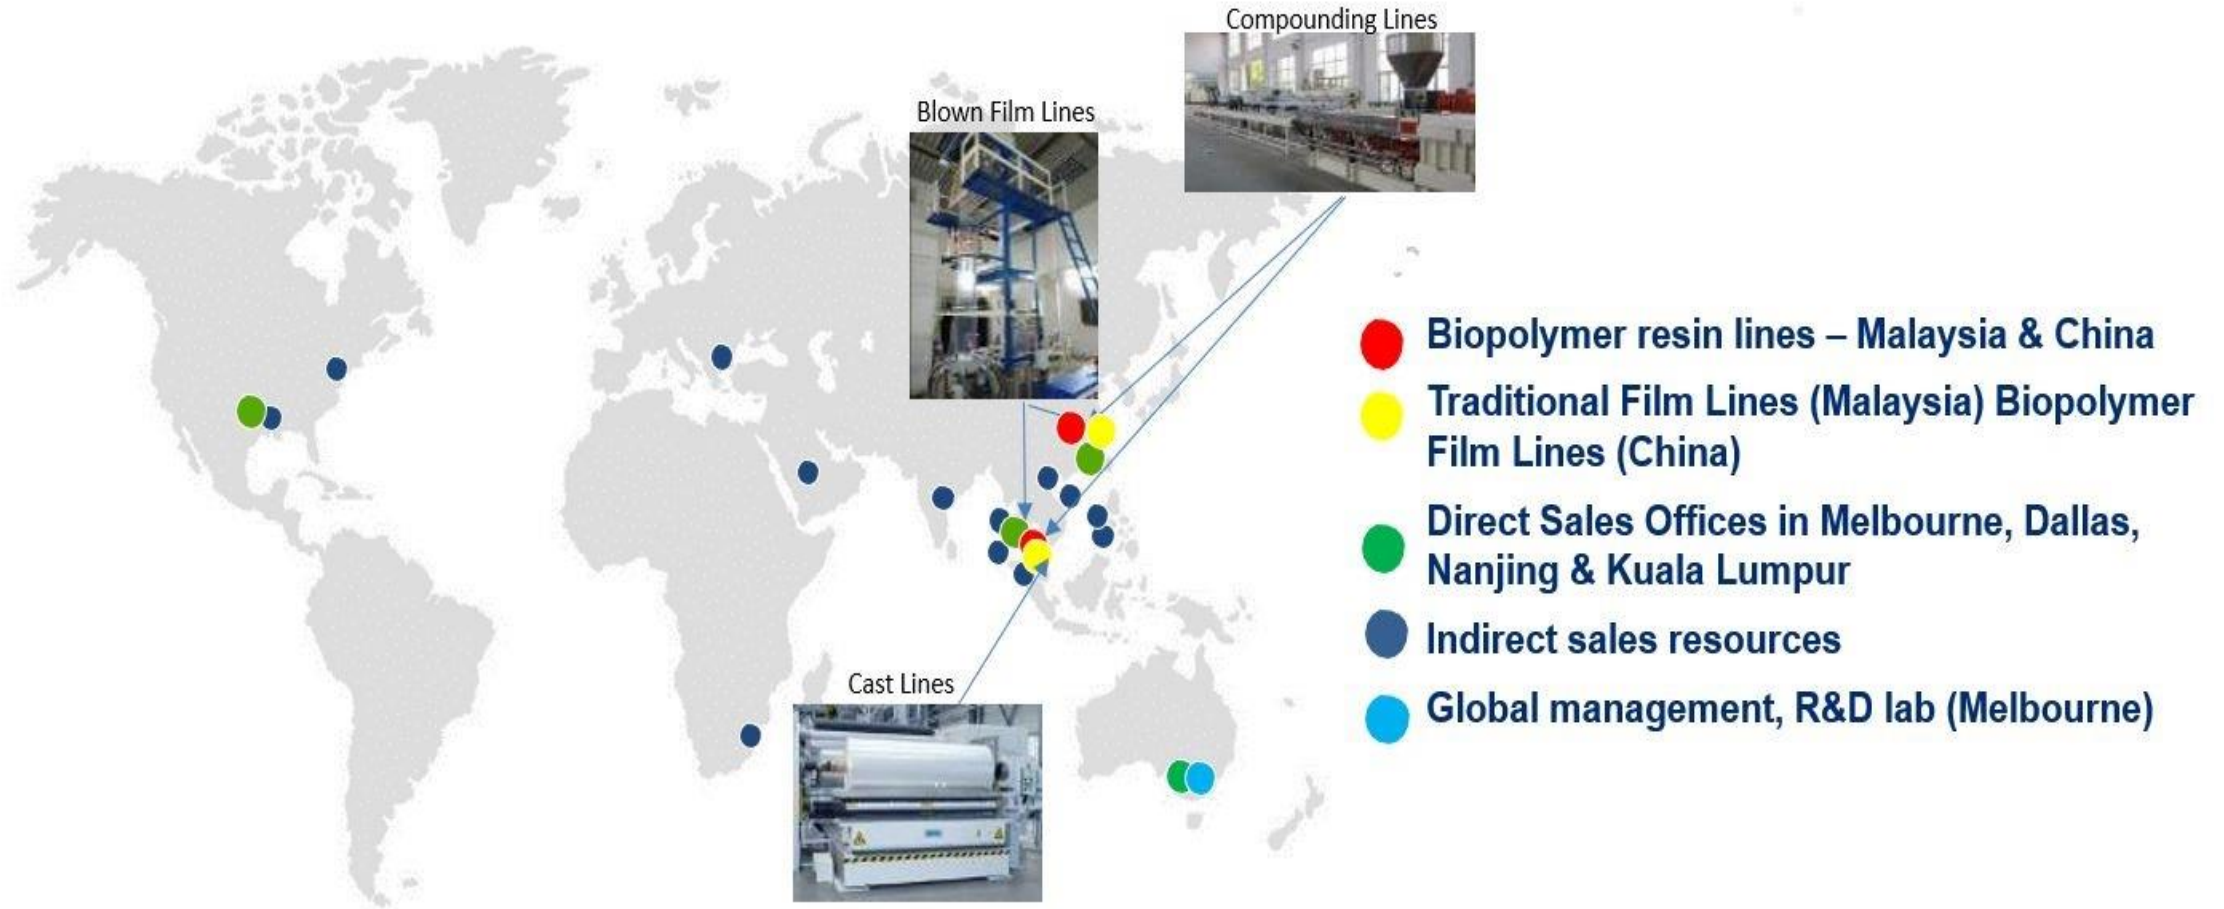 Compounding Lines
Blown Film Lines
Biopolymer resin lines – Malaysia & China
Traditional Film Lines (Malaysia) Biopolymer
Film Lines (China)
Direct Sales Offices in Melbourne, Dallas,
Nanjing & Kuala Lumpur
Indirect sales resources
Cast Lines
Global management, R&D lab (Melbourne)